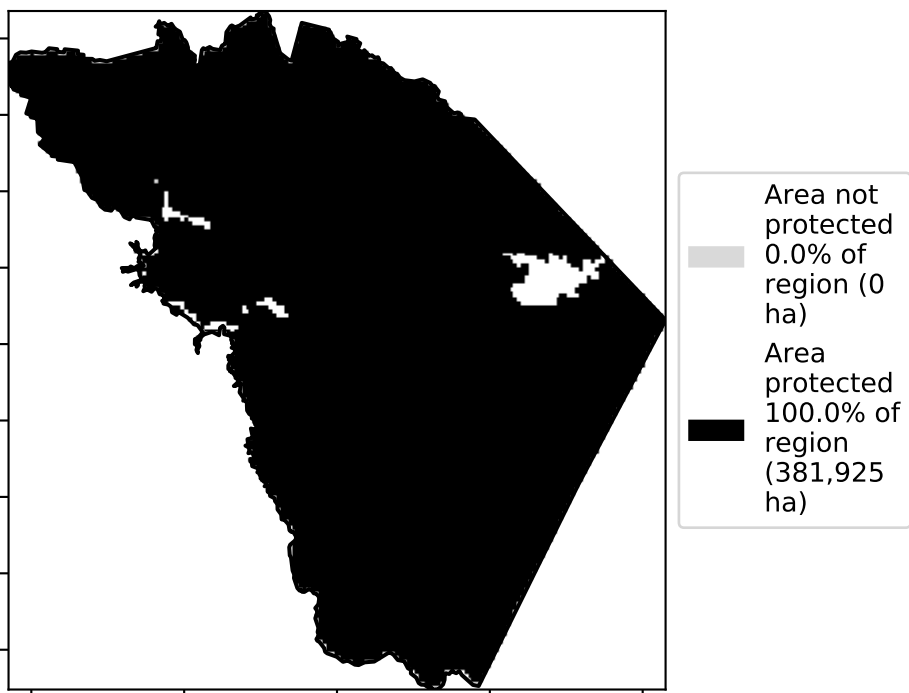 Area not
protected
0.0% of
region (0
ha)
Area
protected
100.0% of
region
(381,925
ha)